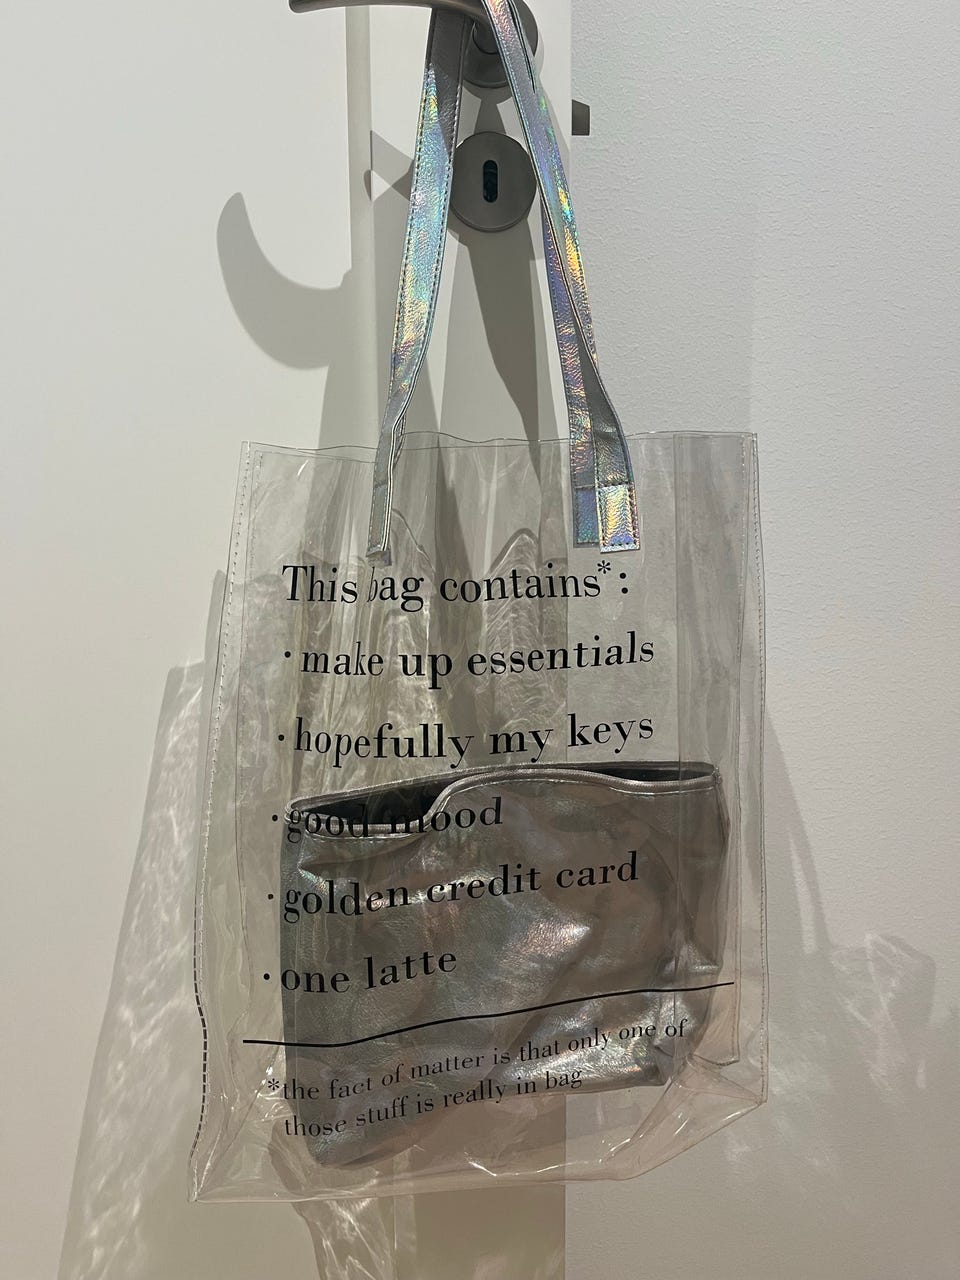 This bag contains*:
· make up essentials
· hopefully my keys
· good mood
· golden credit card
· one latte
*the fact of matter is that only one of
those stuff is really in bag